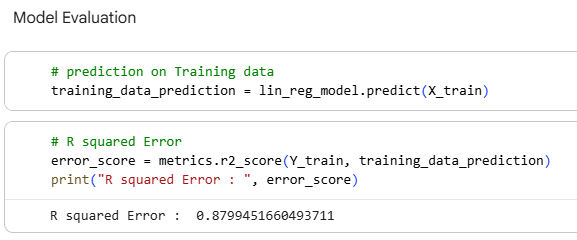 Model Evaluation
# prediction on Training data
training_data_prediction = lin_reg_model.predict(X_train)
# R squared Error
error_score = metrics.r2_score(Y_train, training_data_prediction)
print("R squared Error : ", error_score)
R squared Error :  0.8799451660493711